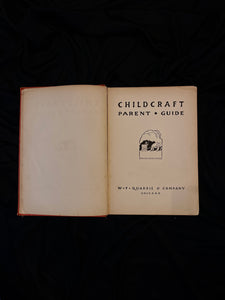 CHILDCRAFT
PARENT • GUIDE
W • F • QUARRIE & COMPANY
CHICAGO